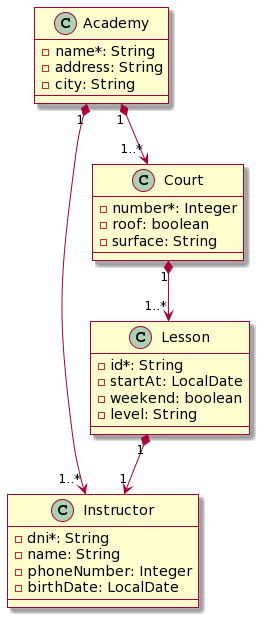 C Academy
name*: String
address: String
city: String
1
1
1..*
C Court
number*: Integer
roof: boolean
surface: String
1
1..*
C Lesson
id*: String
startAt: LocalDate
weekend: boolean
level: String
1
1..*
1
C Instructor
dni*: String
name: String
phoneNumber: Integer
birthDate: LocalDate